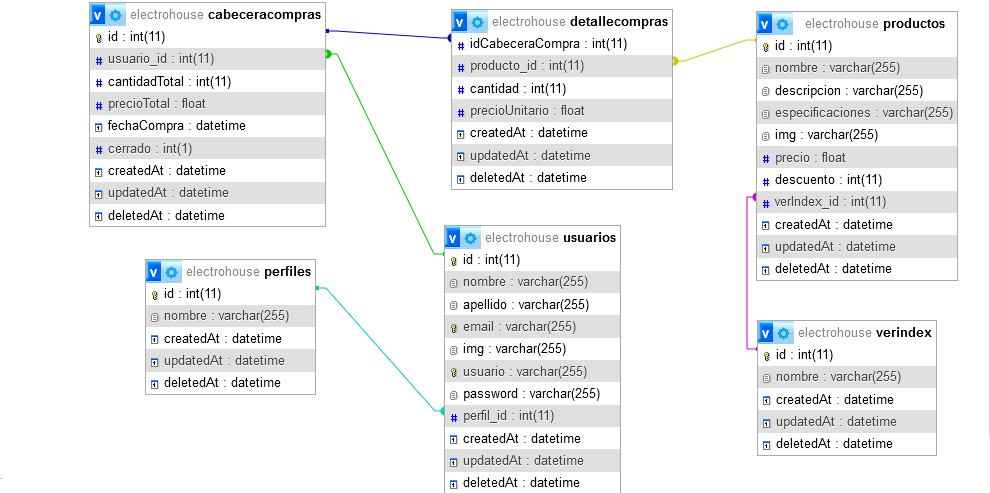 electrohouse cabeceracompras
id : int(11)
usuario_id : int(11)
cantidadTotal : int(11)
precioTotal : float
fechaCompra : datetime
cerrado : int(1)
createdAt : datetime
updatedAt : datetime
deletedAt : datetime
electrohouse detallecompras
idCabeceraCompra : int(11)
producto_id : int(11)
cantidad : int(11)
precioUnitario : float
createdAt : datetime
updatedAt : datetime
deletedAt : datetime
electrohouse productos
id : int(11)
nombre : varchar(255)
descripcion : varchar(255)
especificaciones : varchar(255)
img : varchar(255)
precio : float
descuento : int(11)
verIndex_id : int(11)
createdAt : datetime
updatedAt : datetime
deletedAt : datetime
electrohouse perfiles
id : int(11)
nombre : varchar(255)
createdAt : datetime
updatedAt : datetime
deletedAt : datetime
electrohouse usuarios
id : int(11)
nombre : varchar(255)
apellido : varchar(255)
email : varchar(255)
img : varchar(255)
usuario : varchar(255)
password : varchar(255)
perfil_id : int(11)
createdAt : datetime
updatedAt : datetime
deletedAt : datetime
electrohouse verindex
id : int(11)
nombre : varchar(255)
createdAt : datetime
updatedAt : datetime
deletedAt : datetime